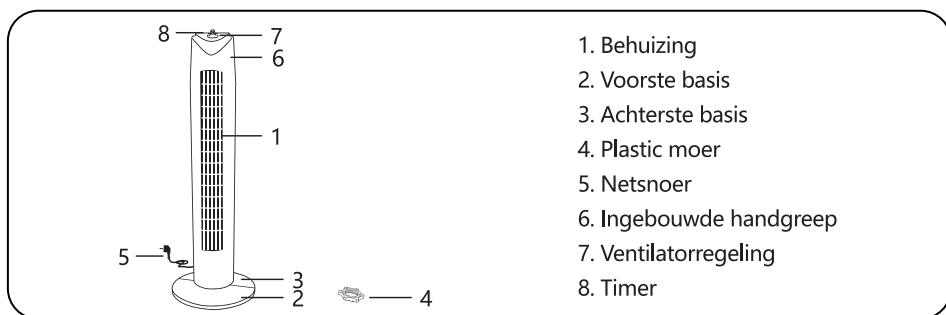 8
7
6
1
5
3
2
4
1. Behuizing
2. Voorste basis
3. Achterste basis
4. Plastic moer
5. Netsnoer
6. Ingebouwde handgreep
7. Ventilatorregeling
8. Timer